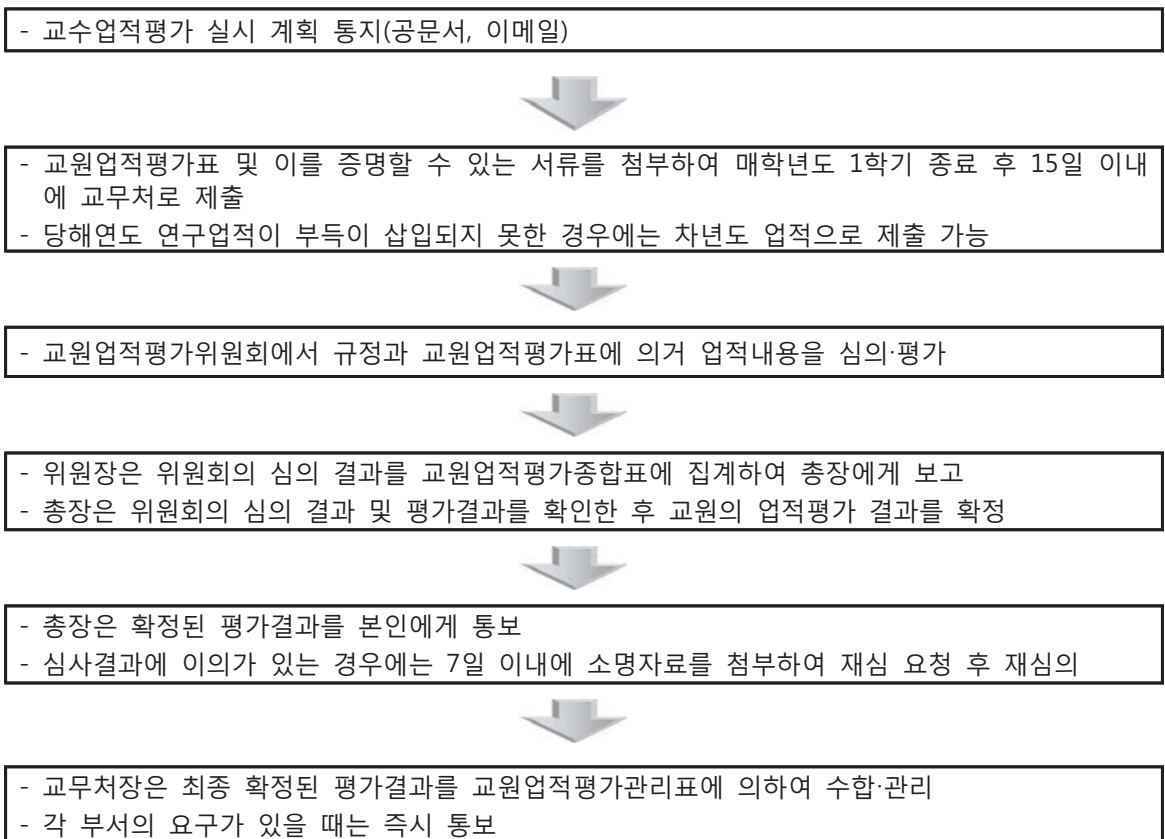 - 교수업적평가 실시 계획 통지(공문서, 이메일)
- 교원업적평가표 및 이를 증명할 수 있는 서류를 첨부하여 매학년도 1학기 종료 후 15일 이내
에 교무처로 제출
- 당해연도 연구업적이 부득이 삽입되지 못한 경우에는 차년도 업적으로 제출 가능
- 교원업적평가위원회에서 규정과 교원업적평가표에 의거 업적내용을 심의·평가
- 위원장은 위원회의 심의 결과를 교원업적평가종합표에 집계하여 총장에게 보고
- 총장은 위원회의 심의 결과 및 평가결과를 확인한 후 교원의 업적평가 결과를 확정
- 총장은 확정된 평가결과를 본인에게 통보
- 심사결과에 이의가 있는 경우에는 7일 이내에 소명자료를 첨부하여 재심 요청 후 재심의
- 교무처장은 최종 확정된 평가결과를 교원업적평가관리표에 의하여 수합·관리
- 각 부서의 요구가 있을 때는 즉시 통보